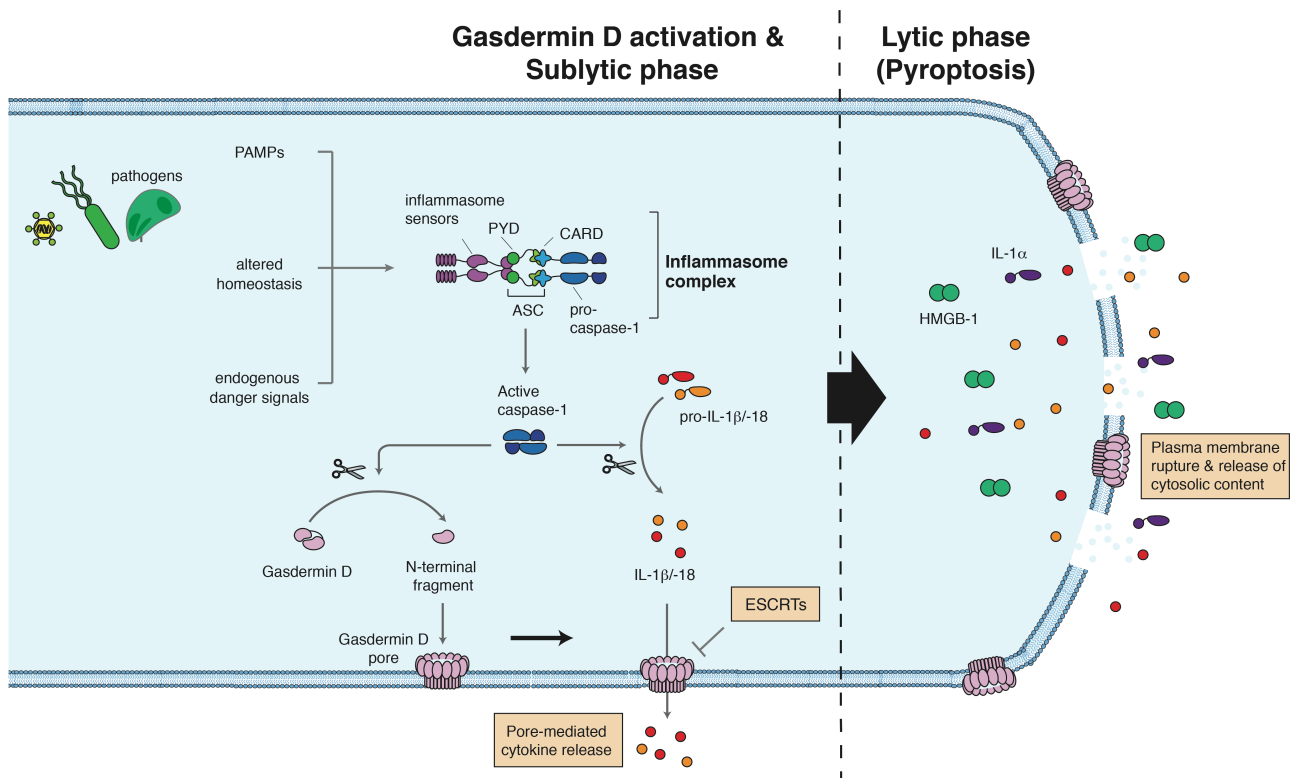 Gasdermin D activation &
Sublytic phase
Lytic phase
(Pyroptosis)
PAMPs
pathogens
altered
homeostasis
endogenous
danger signals
inflammasome
sensors
PYD
CARD
ASC
pro-
caspase-1
Inflammasome
complex
Active
caspase-1
pro-IL-1β/-18
Gasdermin D
N-terminal
fragment
IL-1β/-18
ESCRTs
Gasdermin D
pore
Pore-mediated
cytokine release
IL-1α
HMGB-1
Plasma membrane
rupture & release of
cytosolic content